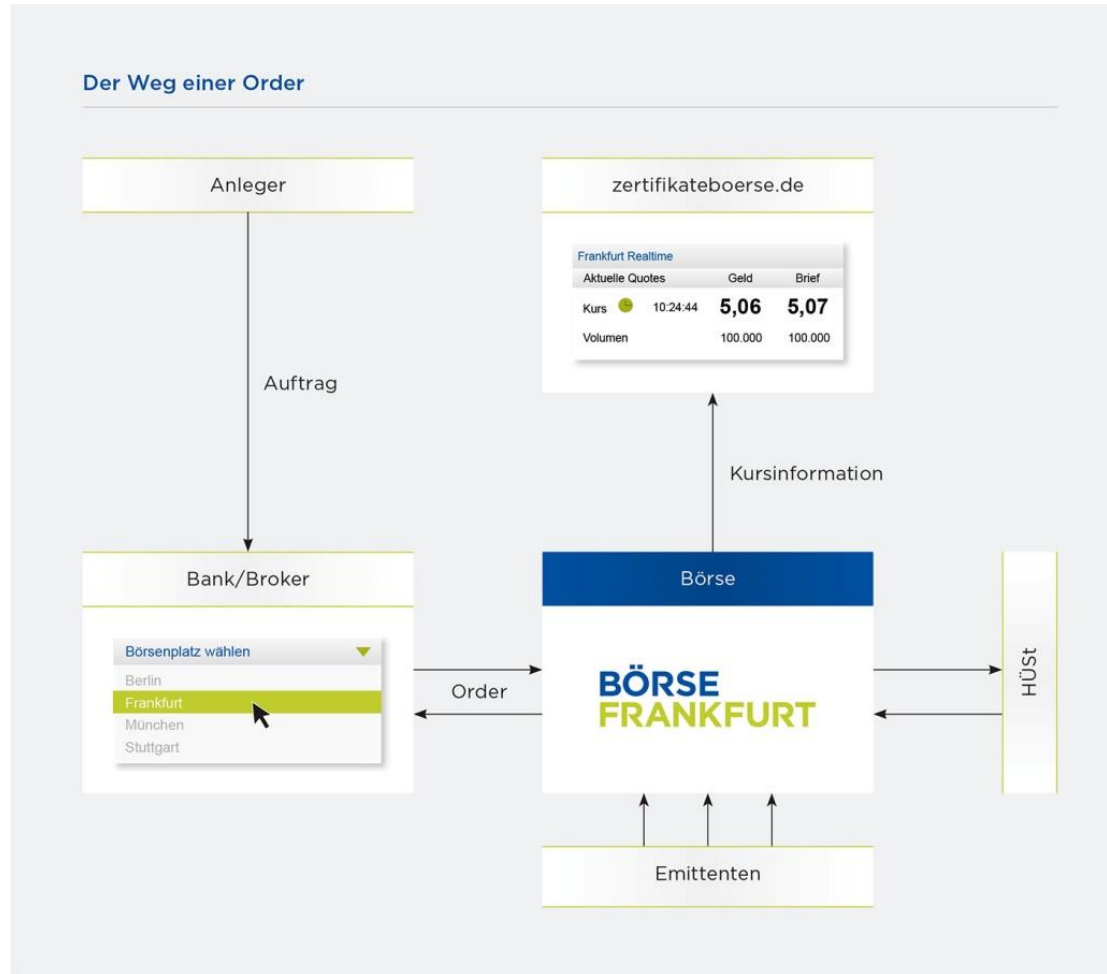 Der Weg einer Order
Anleger
zertifikateboerse.de
Frankfurt Realtime
Aktuelle Quotes Geld Brief
Kurs 10:24:44 5,06 5,07
Volumen 100.000 100.000
Auftrag
Kursinformation
Bank/Broker
Börse
Börsenplatz wählen
Berlin
Frankfurt
München
Stuttgart
Order
BÖRSE
FRANKFURT
HÜSt
Emittenten